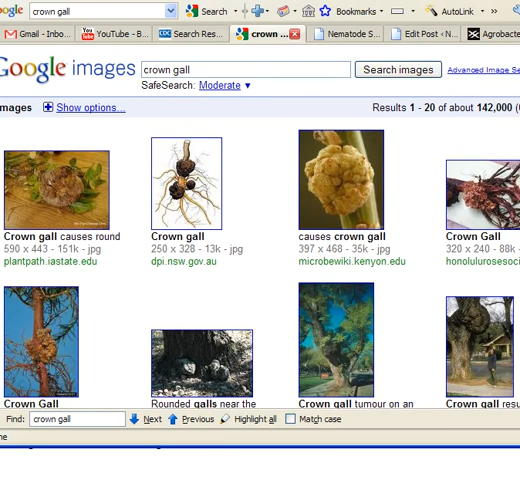 oogle crown gall Search Bookmarks AutoLink »
Gmail - Inbo... YouTube - B... CDC Search Res... crown ... Nematode S... Edit Post ‹ N... Agrobacte
Google images crown gall Search images Advanced Image Se
SafeSearch: Moderate ▼
mages Show options... Results 1 - 20 of about 142,000 (
Crown gall causes round Crown gall causes crown gall Crown Gall
590 x 443 - 151k - jpg 250 x 328 - 13k - jpg 397 x 468 - 35k - jpg 320 x 240 - 88k -
plantpath.iastate.edu dpi.nsw.gov.au microbewiki.kenyon.edu honolulurosesoci
Crown Gall Rounded galls near the Crown gall tumour on an Crown gall resu
Find: crown gall Next Previous Highlight all Match case
ne